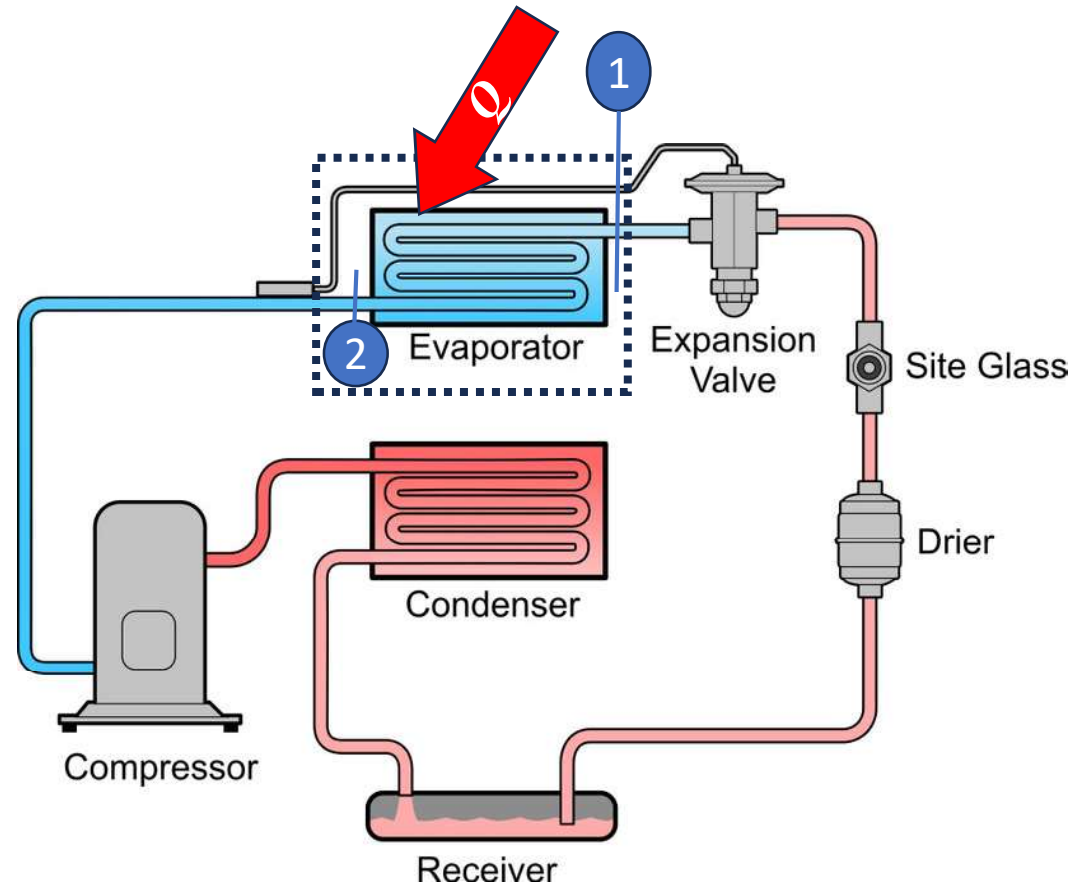 Q
1
2
Evaporator
Expansion
Valve
Site Glass
Drier
Condenser
Compressor
Receiver